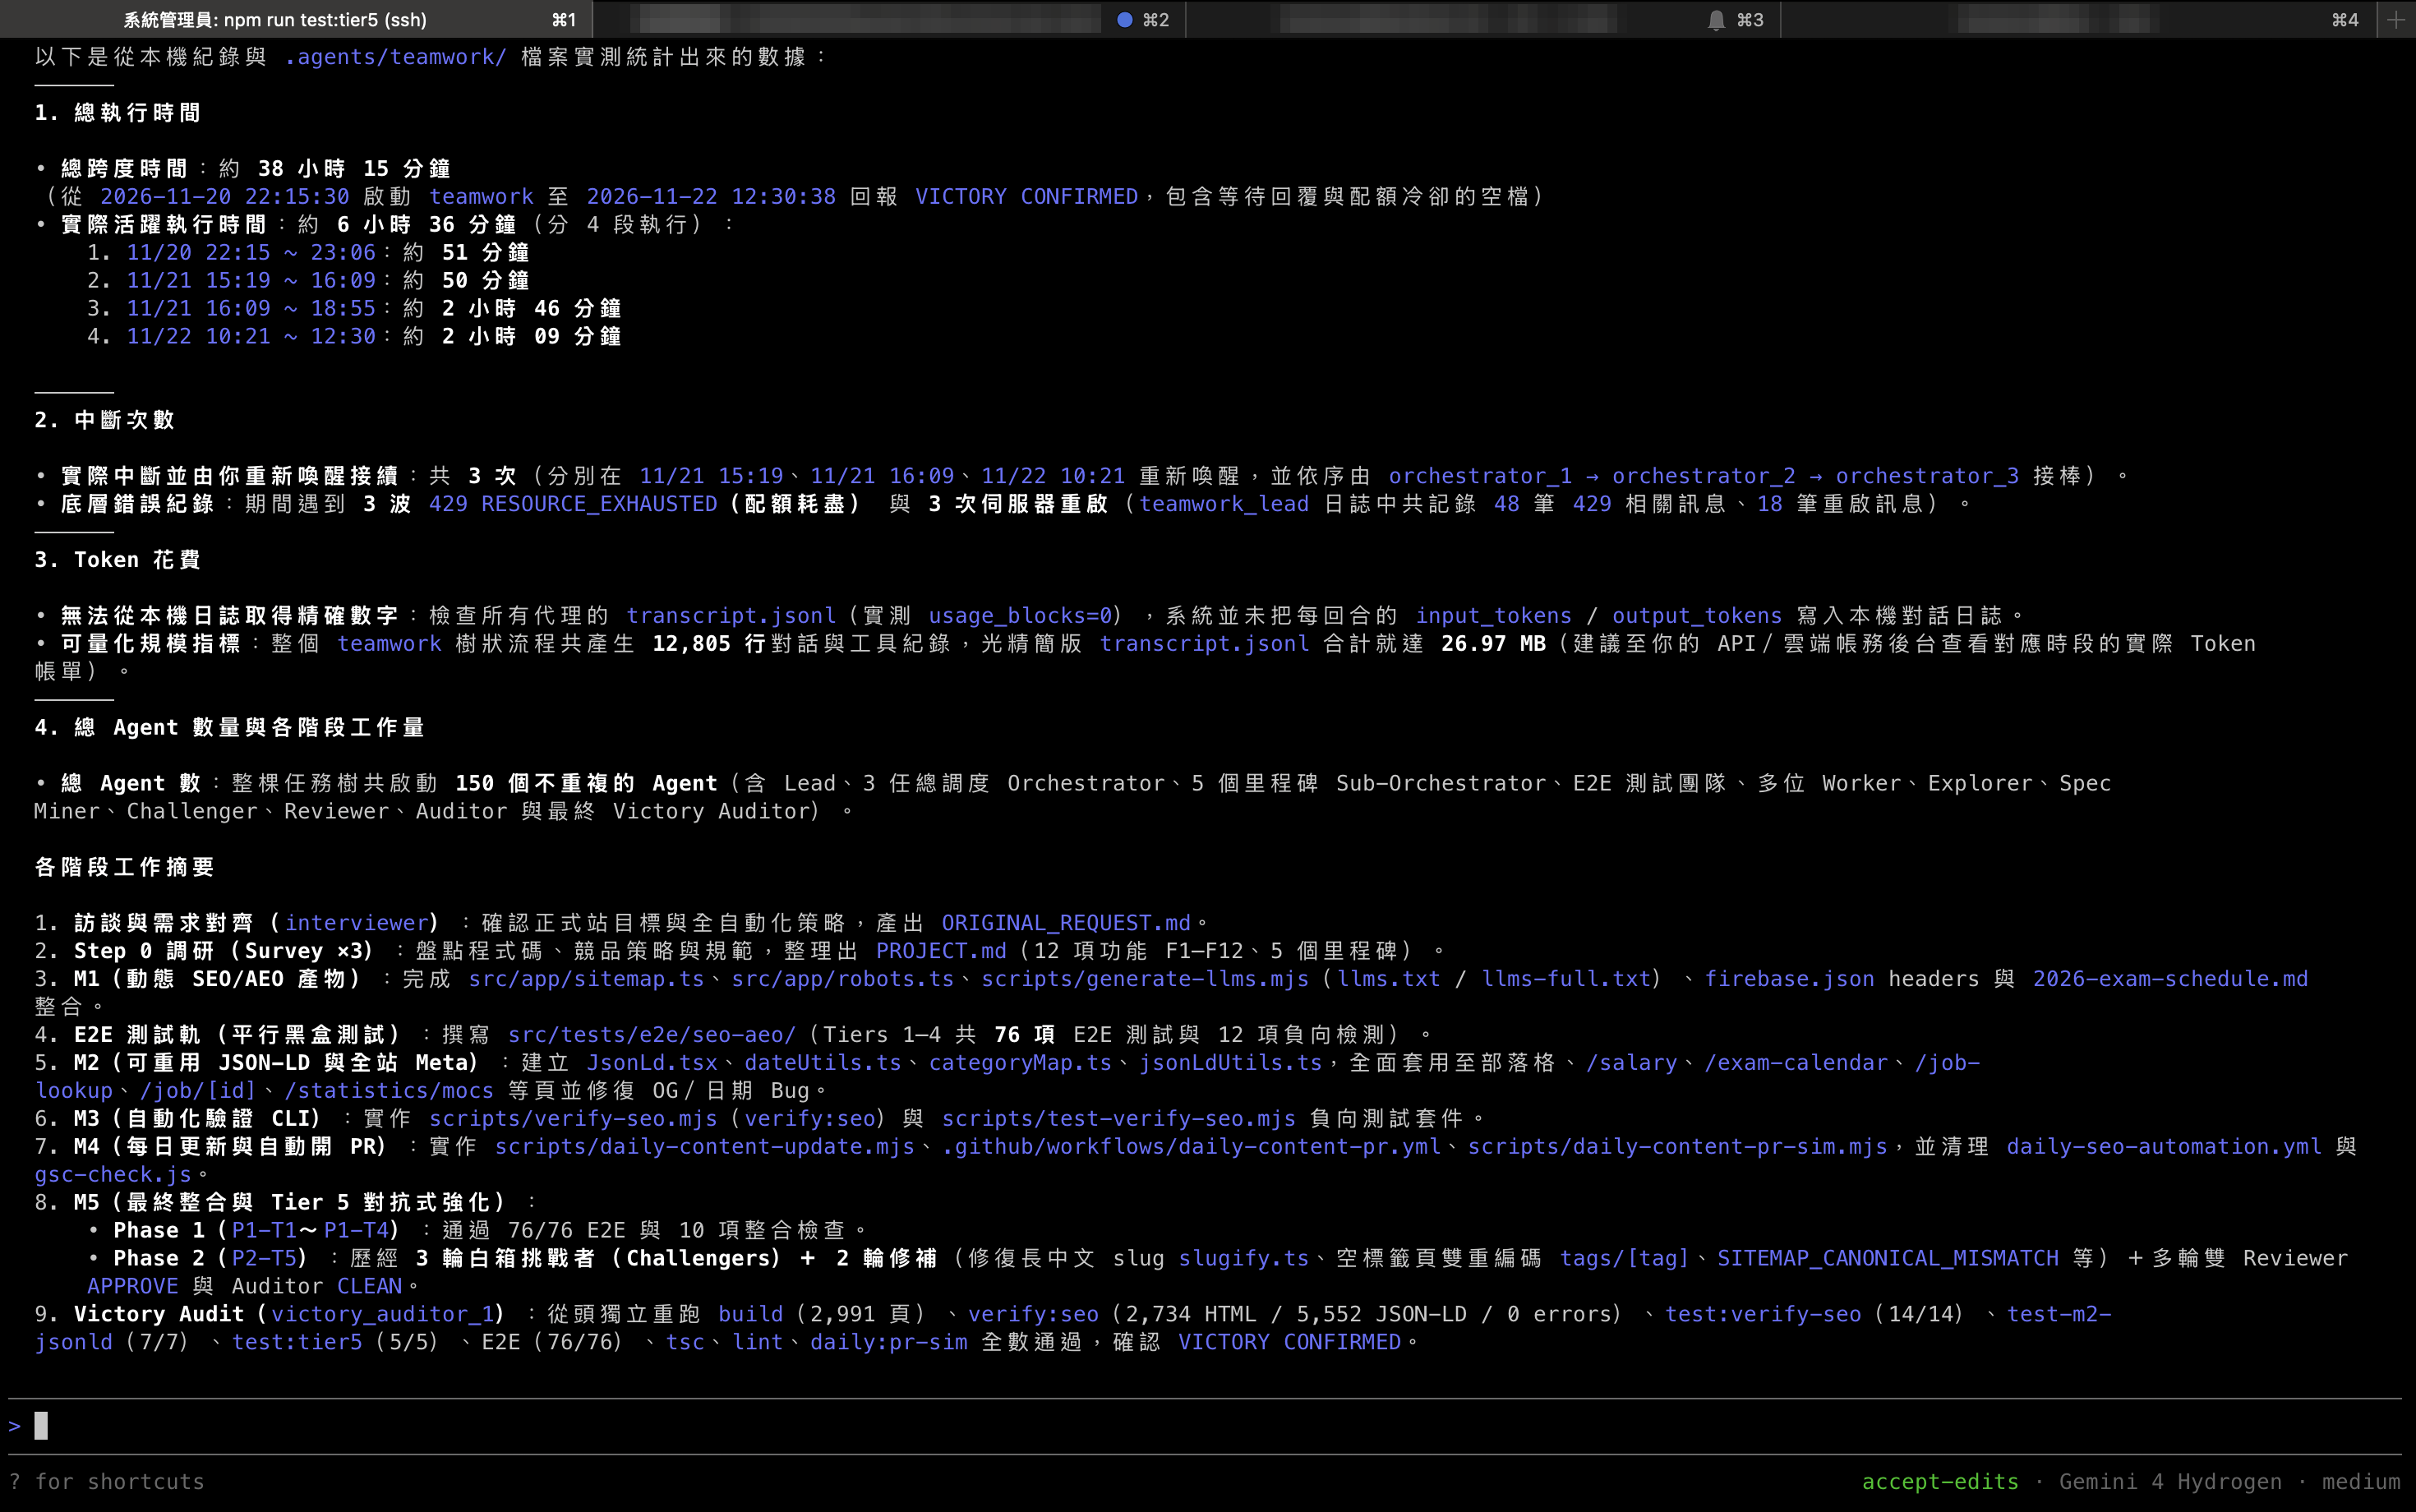 系統管理員: npm run test:tier5 (ssh) ⌘1 ⌘2 ⌘3 ⌘4 +
以下是從本機紀錄與 .agents/teamwork/ 檔案實測統計出來的數據：
1. 總執行時間
• 總跨度時間：約 38 小時 15 分鐘
（從 2026-11-20 22:15:30 啟動 teamwork 至 2026-11-22 12:30:38 回報 VICTORY CONFIRMED，包含等待回覆與配額冷卻的空檔）
• 實際活躍執行時間：約 6 小時 36 分鐘（分 4 段執行）：
1. 11/20 22:15 ~ 23:06：約 51 分鐘
2. 11/21 15:19 ~ 16:09：約 50 分鐘
3. 11/21 16:09 ~ 18:55：約 2 小時 46 分鐘
4. 11/22 10:21 ~ 12:30：約 2 小時 09 分鐘
2. 中斷次數
• 實際中斷並由你重新喚醒接續：共 3 次（分別在 11/21 15:19、11/21 16:09、11/22 10:21 重新喚醒，並依序由 orchestrator_1 → orchestrator_2 → orchestrator_3 接棒）。
• 底層錯誤紀錄：期間遇到 3 波 429 RESOURCE_EXHAUSTED（配額耗盡） 與 3 次伺服器重啟（teamwork_lead 日誌中共記錄 48 筆 429 相關訊息、18 筆重啟訊息）。
3. Token 花費
• 無法從本機日誌取得精確數字：檢查所有代理的 transcript.jsonl（實測 usage_blocks=0），系統並未把每回合的 input_tokens / output_tokens 寫入本機對話日誌。
• 可量化規模指標：整個 teamwork 樹狀流程共產生 12,805 行對話與工具紀錄，光精簡版 transcript.jsonl 合計就達 26.97 MB（建議至你的 API/雲端帳務後台查看對應時段的實際 Token
帳單）。
4. 總 Agent 數量與各階段工作量
• 總 Agent 數：整棵任務樹共啟動 150 個不重複的 Agent（含 Lead、3 任總調度 Orchestrator、5 個里程碑 Sub-Orchestrator、E2E 測試團隊、多位 Worker、Explorer、Spec
Miner、Challenger、Reviewer、Auditor 與最終 Victory Auditor）。
各階段工作摘要
1. 訪談與需求對齊（interviewer）：確認正式站目標與全自動化策略，產出 ORIGINAL_REQUEST.md。
2. Step 0 調研（Survey ×3）：盤點程式碼、競品策略與規範，整理出 PROJECT.md（12 項功能 F1–F12、5 個里程碑）。
3. M1（動態 SEO/AEO 產物）：完成 src/app/sitemap.ts、src/app/robots.ts、scripts/generate-llms.mjs（llms.txt / llms-full.txt）、firebase.json headers 與 2026-exam-schedule.md
整合。
4. E2E 測試軌（平行黑盒測試）：撰寫 src/tests/e2e/seo-aeo/（Tiers 1–4 共 76 項 E2E 測試與 12 項負向檢測）。
5. M2（可重用 JSON-LD 與全站 Meta）：建立 JsonLd.tsx、dateUtils.ts、categoryMap.ts、jsonLdUtils.ts，全面套用至部落格、/salary、/exam-calendar、/job-
lookup、/job/[id]、/statistics/mocs 等頁並修復 OG/日期 Bug。
6. M3（自動化驗證 CLI）：實作 scripts/verify-seo.mjs（verify:seo）與 scripts/test-verify-seo.mjs 負向測試套件。
7. M4（每日更新與自動開 PR）：實作 scripts/daily-content-update.mjs、.github/workflows/daily-content-pr.yml、scripts/daily-content-pr-sim.mjs，並清理 daily-seo-automation.yml 與
gsc-check.js。
8. M5（最終整合與 Tier 5 對抗式強化）：
• Phase 1（P1-T1～P1-T4）：通過 76/76 E2E 與 10 項整合檢查。
• Phase 2（P2-T5）：歷經 3 輪白箱挑戰者（Challengers）＋ 2 輪修補（修復長中文 slug slugify.ts、空標籤頁雙重編碼 tags/[tag]、SITEMAP_CANONICAL_MISMATCH 等）＋多輪雙 Reviewer
APPROVE 與 Auditor CLEAN。
9. Victory Audit（victory_auditor_1）：從頭獨立重跑 build（2,991 頁）、verify:seo（2,734 HTML / 5,552 JSON-LD / 0 errors）、test:verify-seo（14/14）、test-m2-
jsonld（7/7）、test:tier5（5/5）、E2E（76/76）、tsc、lint、daily:pr-sim 全數通過，確認 VICTORY CONFIRMED。
>
? for shortcuts accept-edits · Gemini 4 Hydrogen · medium